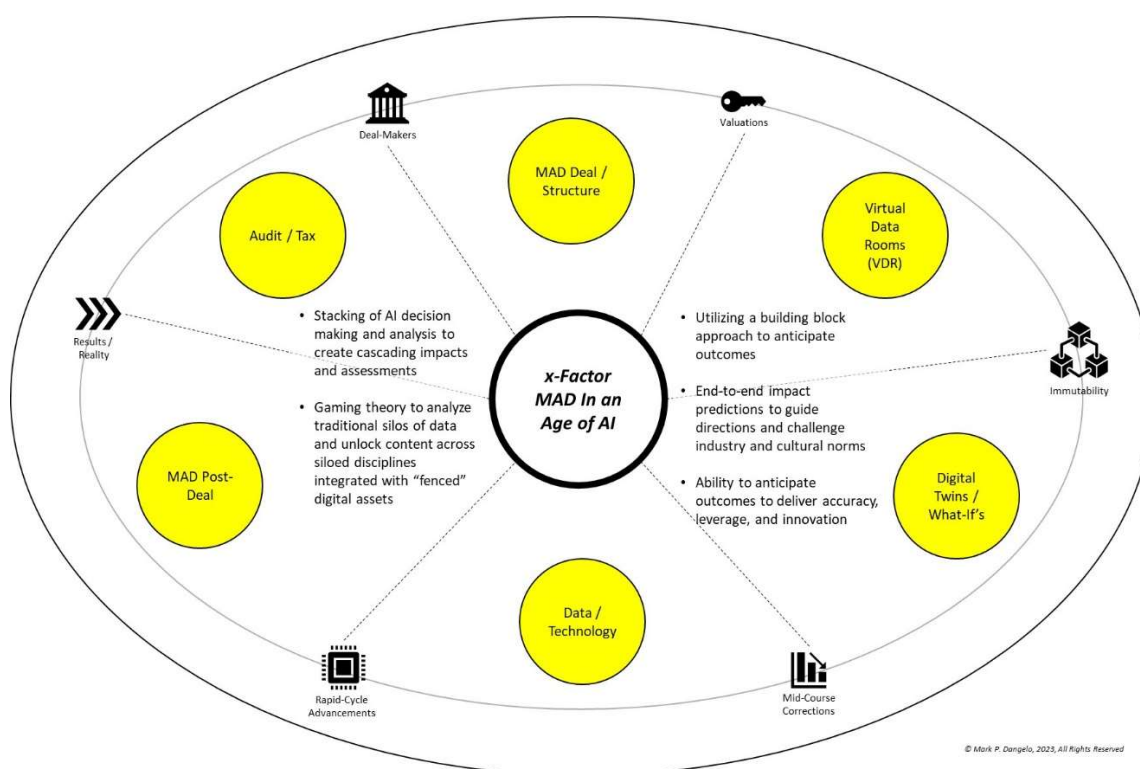 Deal-Makers
Valuations
MAD Deal /
Structure
Audit / Tax
Virtual
Data
Rooms
(VDR)
Results /
Reality
• Stacking of AI decision
making and analysis to
create cascading impacts
and assessments
• Gaming theory to analyze
traditional silos of data
and unlock content across
siloed disciplines
integrated with “fenced”
digital assets
x-Factor
MAD In an
Age of AI
• Utilizing a building block
approach to anticipate
outcomes
• End-to-end impact
predictions to guide
directions and challenge
industry and cultural norms
• Ability to anticipate
outcomes to deliver accuracy,
leverage, and innovation
Immutability
MAD Post-
Deal
Digital
Twins /
What-If's
Data /
Technology
Rapid-Cycle
Advancements
Mid-Course
Corrections
© Mark P. Dangelo, 2023, All Rights Reserved